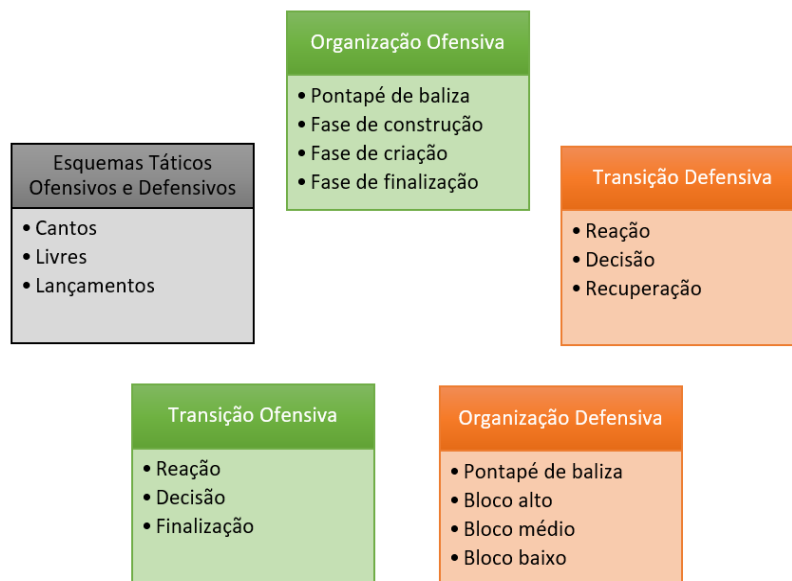 Organização Ofensiva
• Pontapé de baliza
• Fase de construção
• Fase de criação
• Fase de finalização
Esquemas Táticos
Ofensivos e Defensivos
• Cantos
• Livres
• Lançamentos
Transição Defensiva
• Reação
• Decisão
• Recuperação
Transição Ofensiva
• Reação
• Decisão
• Finalização
Organização Defensiva
• Pontapé de baliza
• Bloco alto
• Bloco médio
• Bloco baixo